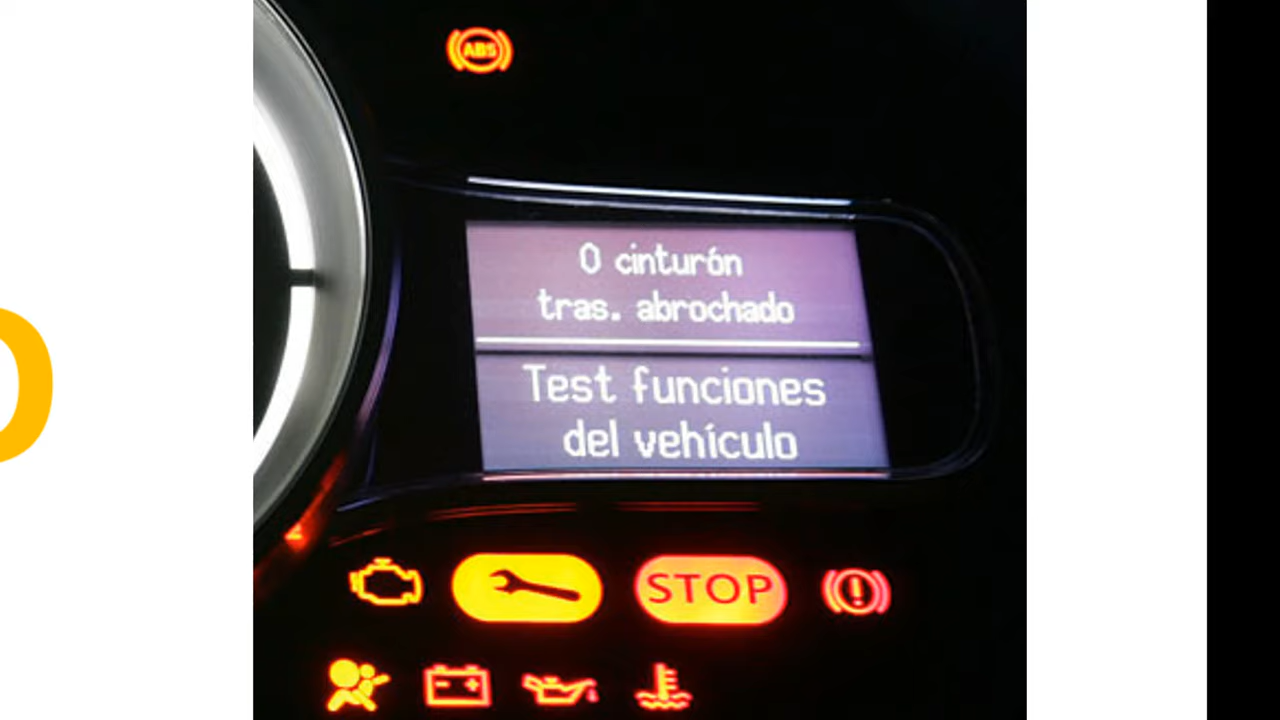 ABS
0 cinturón
tras. abrochado
Test funciones
del vehículo
STOP